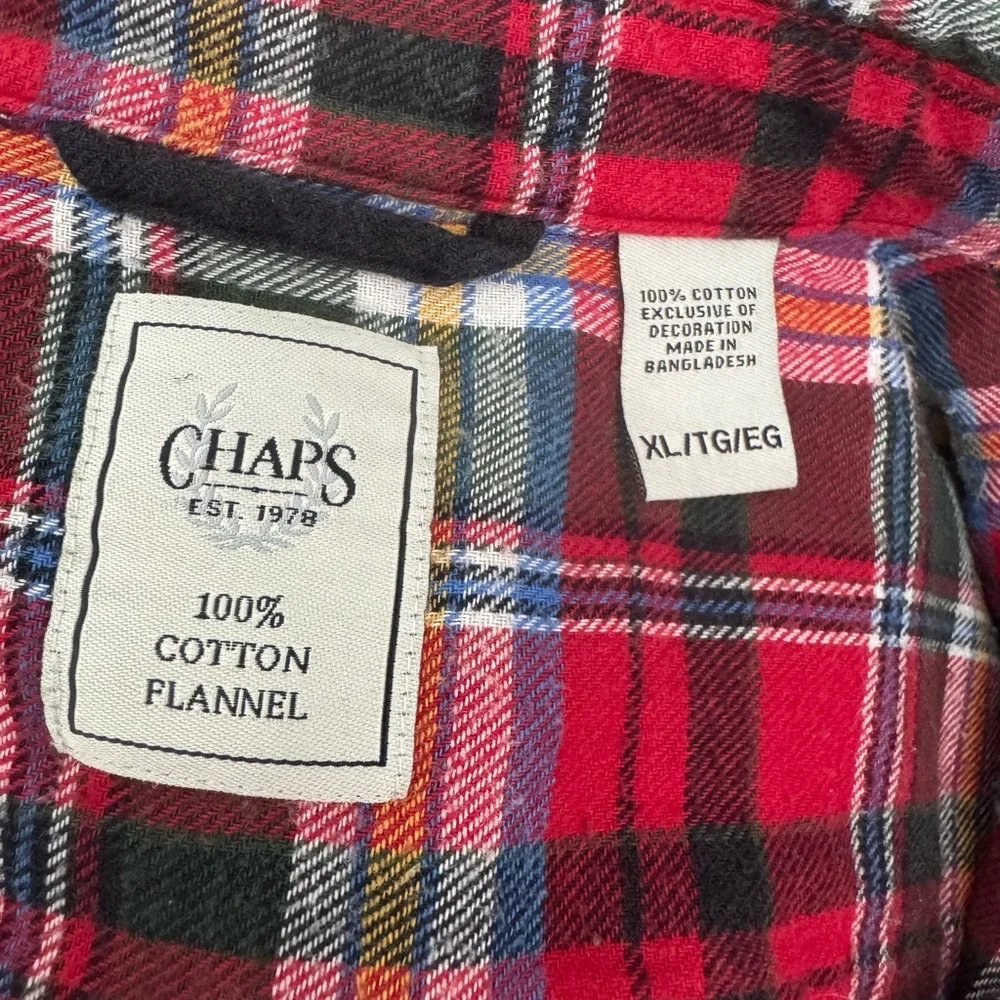 CHAPS
EST. 1978
100%
COTTON
FLANNEL
100% COTTON
EXCLUSIVE OF
DECORATION
MADE IN
BANGLADESH
XL/TG/EG